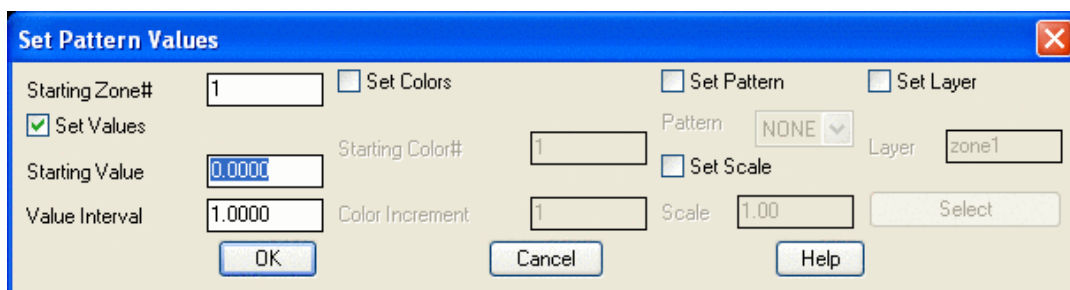 Set Pattern Values
Starting Zone# 1 Set Colors Set Pattern Set Layer
Set Values
Pattern NONE
Starting Color# 1 Layer zone1
Starting Value 0.0000 Set Scale
Value Interval 1.0000 Color Increment 1 Scale 1.00 Select
OK Cancel Help